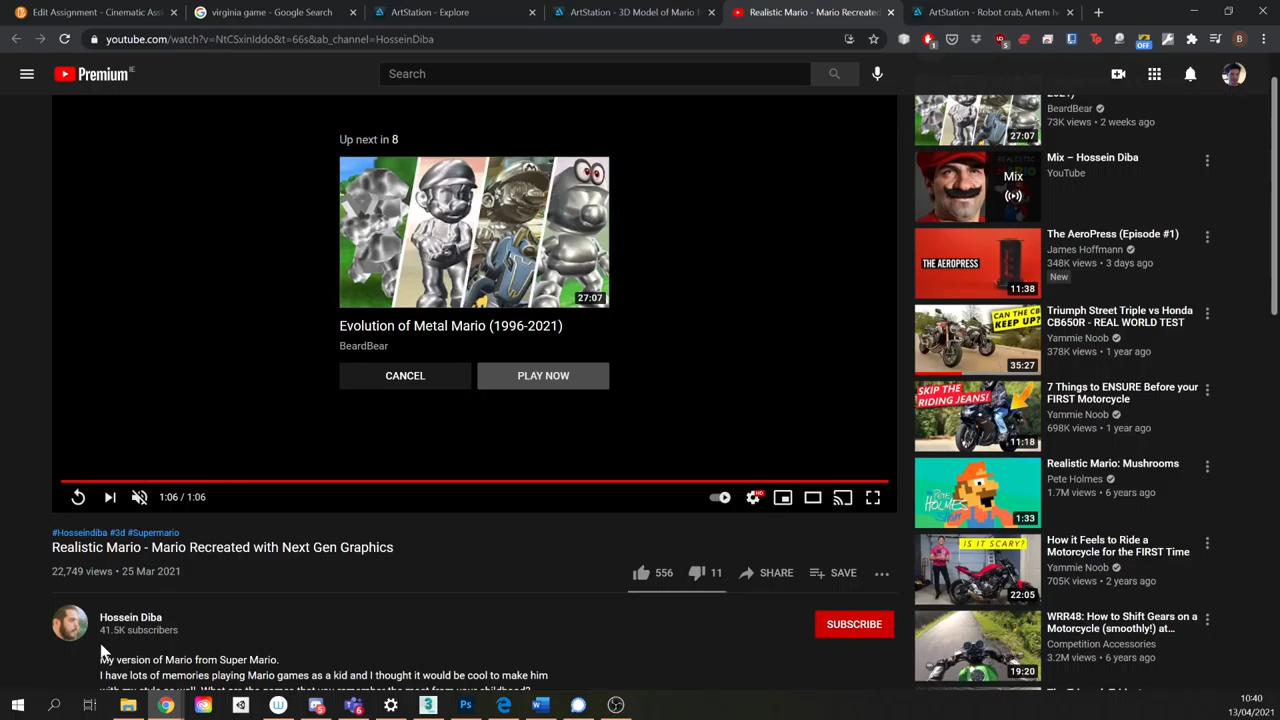 Edit Assignment - Cinematic Ass
virginia game - Google Search
ArtStation - Explore
ArtStation - 3D Model of Mario
Realistic Mario - Mario Recreated
ArtStation - Robot crab, Artem Iv
youtube.com/watch?v=NtCSxinIddo&t=66s&ab_channel=HosseinDiba
Premium IE
Search
Up next in 8
27:07
Evolution of Metal Mario (1996-2021)
BeardBear
CANCEL
PLAY NOW
1:06 / 1:06
#Hosseindiba #3d #Supermario
Realistic Mario - Mario Recreated with Next Gen Graphics
22,749 views • 25 Mar 2021
556
11
SHARE
SAVE
Hossein Diba
41.5K subscribers
SUBSCRIBE
My version of Mario from Super Mario.
I have lots of memories playing Mario games as a kid and I thought it would be cool to make him
2021)
BeardBear
73K views • 2 weeks ago
27:07
REALISTIC
Mix
Mix – Hossein Diba
YouTube
THE AEROPRESS
11:38
The AeroPress (Episode #1)
James Hoffmann
348K views • 3 days ago
New
CAN THE CB
KEEP UP?
35:27
Triumph Street Triple vs Honda
CB650R - REAL WORLD TEST
Yammie Noob
378K views • 1 year ago
SKIP THE
RIDING JEANS!
11:18
7 Things to ENSURE Before your
FIRST Motorcycle
Yammie Noob
698K views • 1 year ago
PETE
HOLMES
SHOW
1:33
Realistic Mario: Mushrooms
Pete Holmes
1.7M views • 6 years ago
IS IT SCARY?
22:05
How it Feels to Ride a
Motorcycle for the FIRST Time
Yammie Noob
705K views • 2 years ago
19:20
WRR48: How to Shift Gears on a
Motorcycle (smoothly!) at…
Competition Accessories
3.2M views • 6 years ago
10:40
13/04/2021